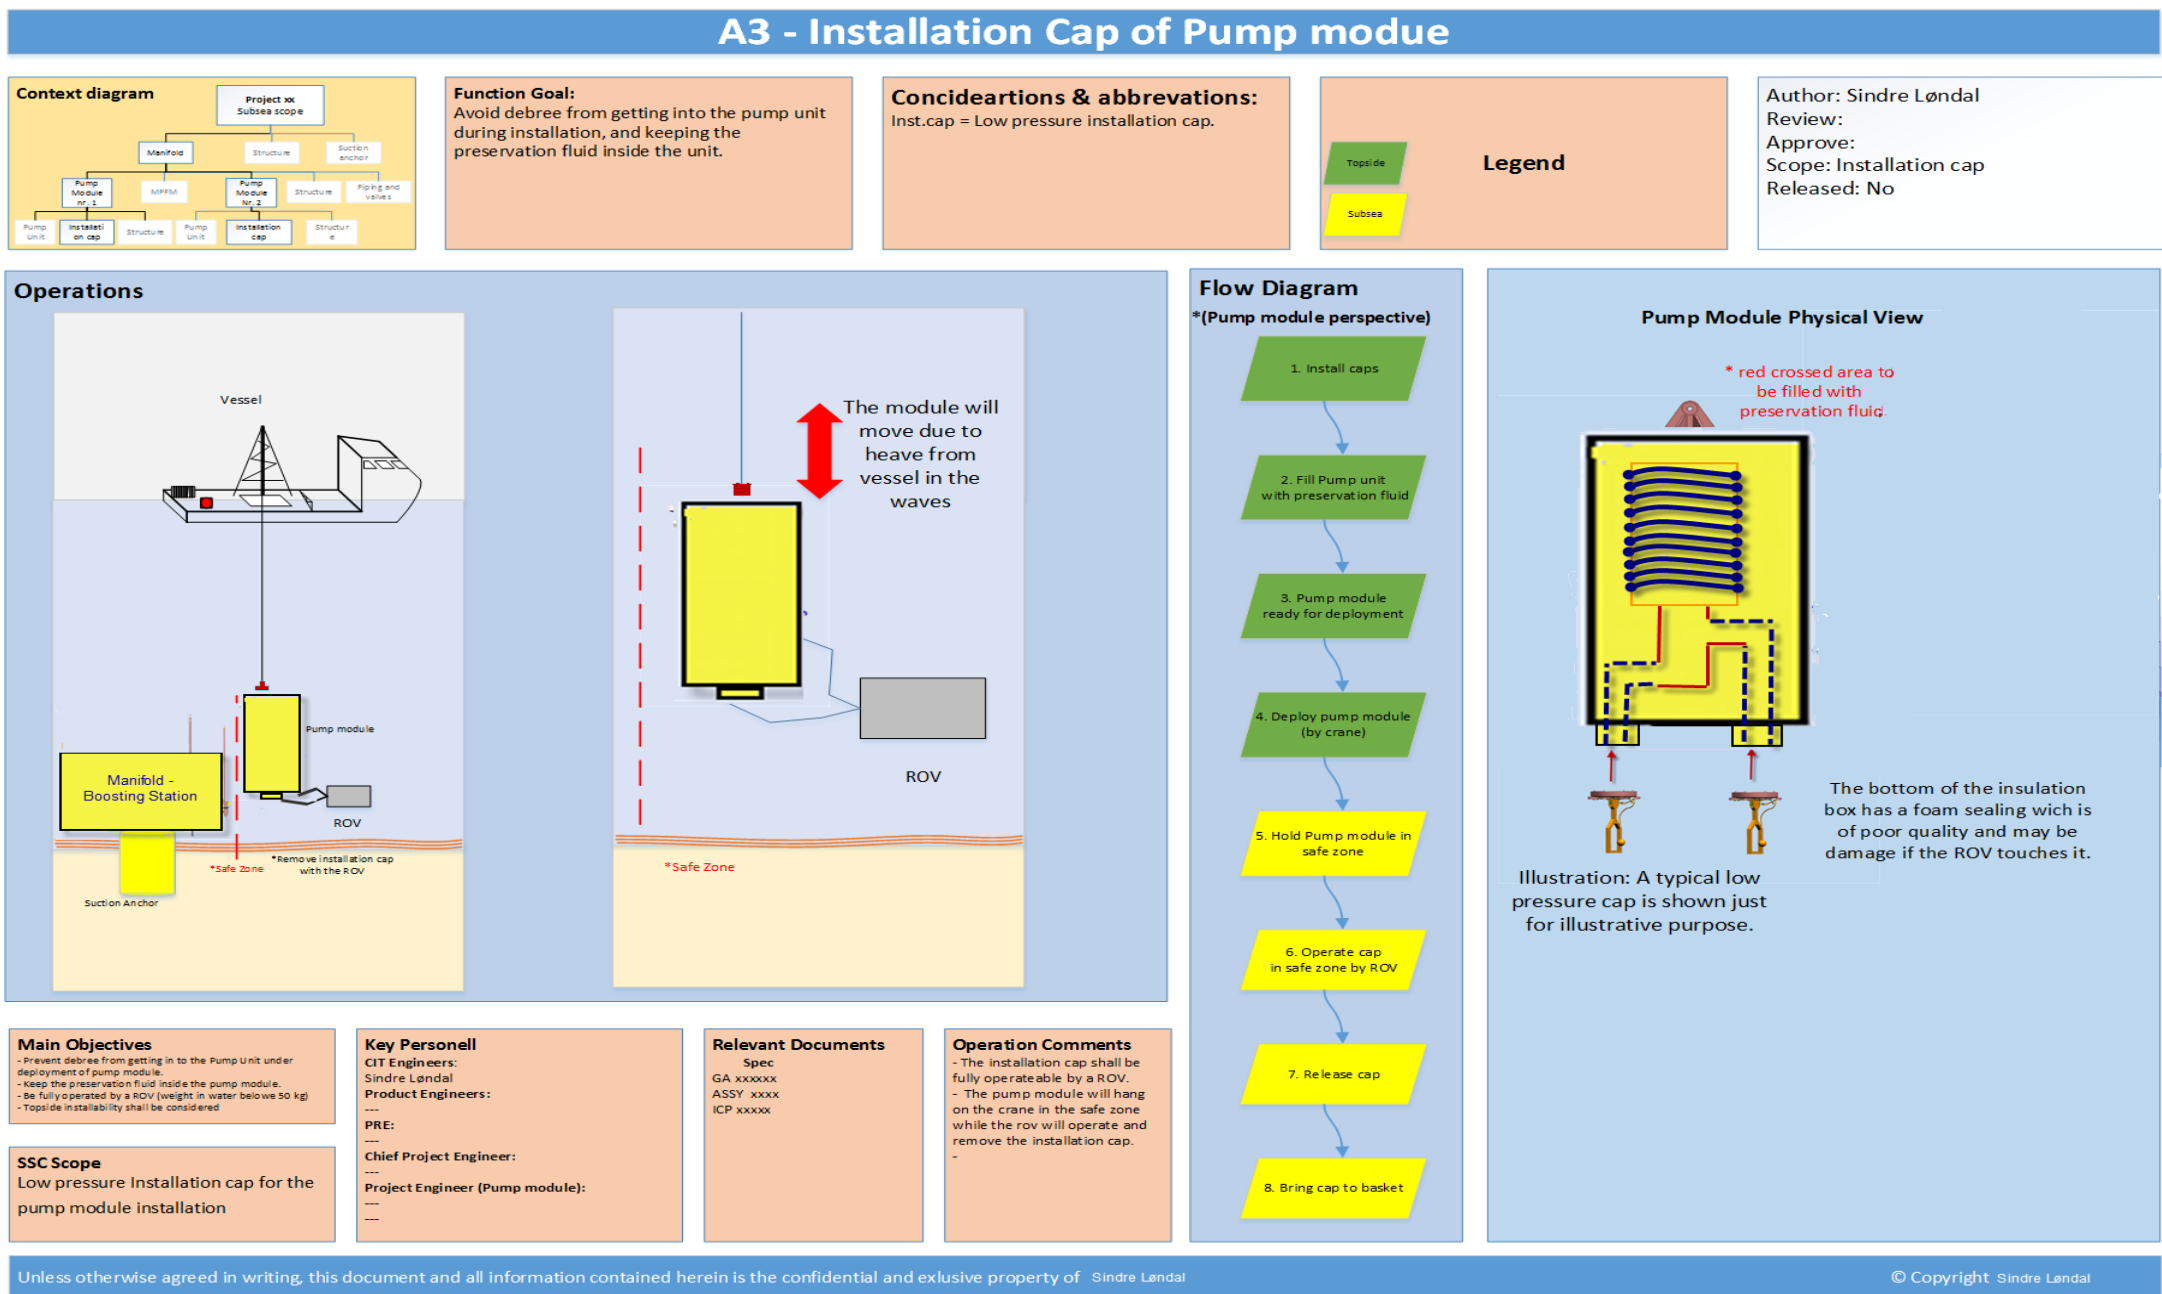 A3 - Installation Cap of Pump modue
Context diagram
Project xx
Subsea scope
Manifold
Structure
Suction
anchor
Pump
Module
nr. 1
MPFM
Pump
Module
Nr. 2
Structure
Piping and
valves
Pump
Unit
Installati
on cap
Structure
Pump
Unit
Installation
cap
Structur
e
Function Goal:
Avoid debree from getting into the pump unit
during installation, and keeping the
preservation fluid inside the unit.
Concideartions & abbrevations:
Inst.cap = Low pressure installation cap.
Topside
Subsea
Legend
Author: Sindre Løndal
Review:
Approve:
Scope: Installation cap
Released: No
Operations
Vessel
Pump module
Manifold -
Boosting Station
ROV
*Safe Zone
*Remove installation cap
with the ROV
Suction Anchor
The module will
move due to
heave from
vessel in the
waves
ROV
*Safe Zone
Flow Diagram
*(Pump module perspective)
1. Install caps
2. Fill Pump unit
with preservation fluid
3. Pump module
ready for deployment
4. Deploy pump module
(by crane)
5. Hold Pump module in
safe zone
6. Operate cap
in safe zone by ROV
7. Release cap
8. Bring cap to basket
Pump Module Physical View
* red crossed area to
be filled with
preservation fluid.
The bottom of the insulation
box has a foam sealing wich is
of poor quality and may be
damage if the ROV touches it.
Illustration: A typical low
pressure cap is shown just
for illustrative purpose.
Main Objectives
- Prevent debree from getting in to the Pump Unit under
deployment of pump module.
- Keep the preservation fluid inside the pump module.
- Be fully operated by a ROV (weight in water belowe 50 kg)
- Topside installability shall be considered
SSC Scope
Low pressure Installation cap for the
pump module installation
Key Personell
CIT Engineers:
Sindre Løndal
Product Engineers:
---
PRE:
---
Chief Project Engineer:
---
Project Engineer (Pump module):
---
---
Relevant Documents
Spec
GA xxxxxx
ASSY xxxx
ICP xxxxx
Operation Comments
- The installation cap shall be
fully operateable by a ROV.
- The pump module will hang
on the crane in the safe zone
while the rov will operate and
remove the installation cap.
-
Unless otherwise agreed in writing, this document and all information contained herein is the confidential and exlusive property of Sindre Løndal
© Copyright Sindre Løndal